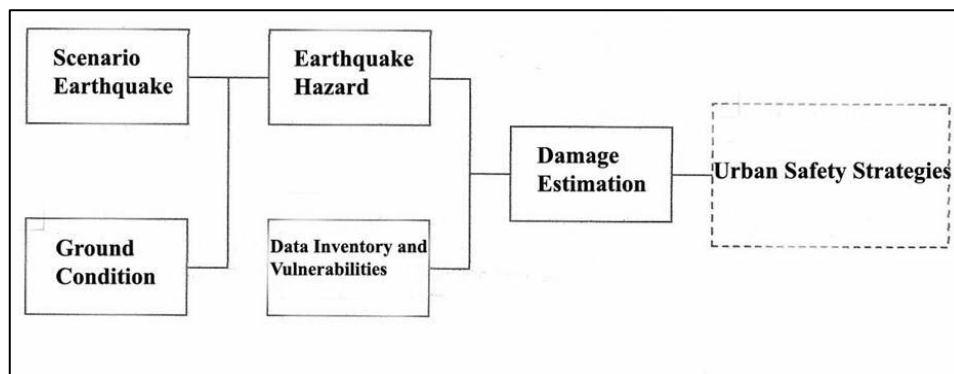 Scenario
Earthquake
Earthquake
Hazard
Damage
Estimation
Urban Safety Strategies
Ground
Condition
Data Inventory and
Vulnerabilities